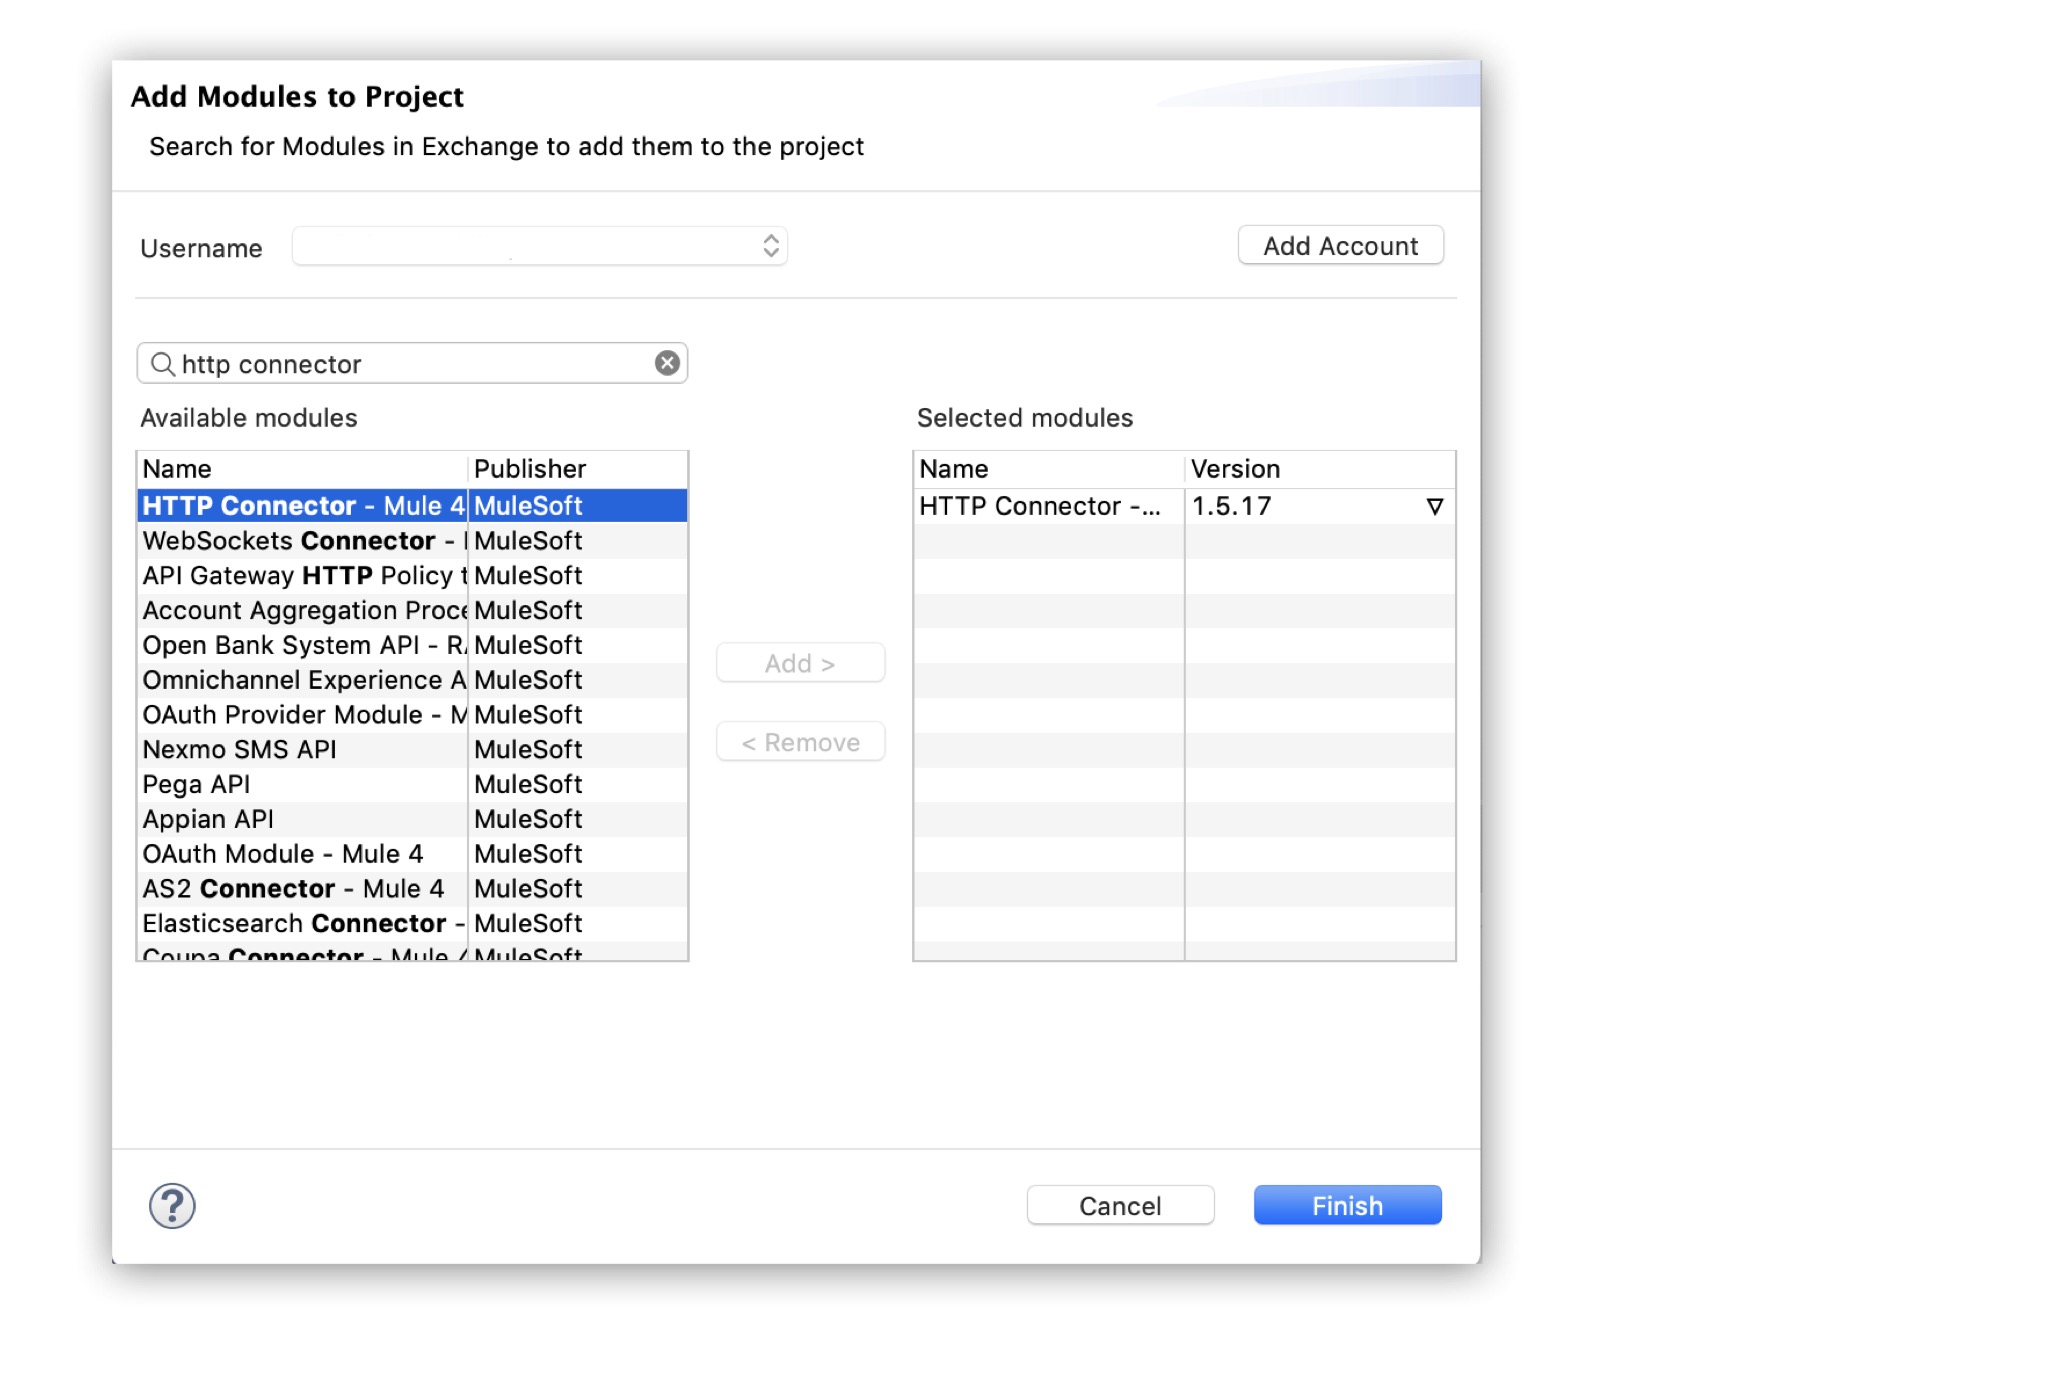 Add Modules to Project
Search for Modules in Exchange to add them to the project
Username
Add Account
http connector
Available modules
Selected modules
Name Publisher
Name Version
HTTP Connector - Mule 4 MuleSoft
HTTP Connector -... 1.5.17
WebSockets Connector - MuleSoft
API Gateway HTTP Policy MuleSoft
Account Aggregation MuleSoft
Open Bank System API - MuleSoft
Omnichannel Experience MuleSoft
OAuth Provider Module - MuleSoft
Nexmo SMS API MuleSoft
Pega API MuleSoft
Appian API MuleSoft
OAuth Module - Mule 4 MuleSoft
AS2 Connector - Mule 4 MuleSoft
Elasticsearch Connector - MuleSoft
Coupa Connector - Mule 4 MuleSoft
Add >
< Remove
?
Cancel
Finish